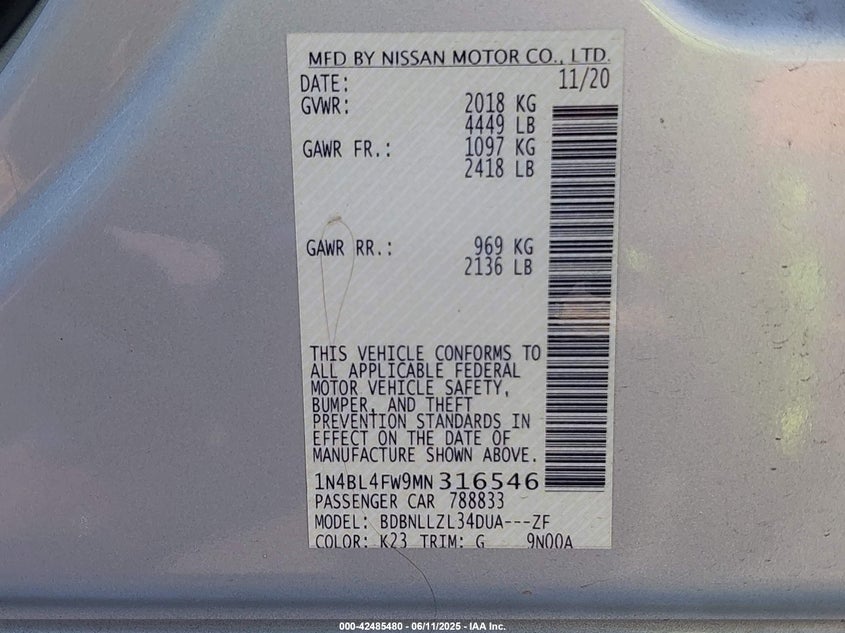 MFD BY NISSAN MOTOR CO., LTD.
DATE: 11/20
GVWR: 2018 KG
4449 LB
GAWR FR.: 1097 KG
2418 LB
GAWR RR.: 969 KG
2136 LB
THIS VEHICLE CONFORMS TO
ALL APPLICABLE FEDERAL
MOTOR VEHICLE SAFETY,
BUMPER, AND THEFT
PREVENTION STANDARDS IN
EFFECT ON THE DATE OF
MANUFACTURE SHOWN ABOVE.
1N4BL4FW9MN316546
PASSENGER CAR 788833
MODEL: BDBNLLZL34DUA---ZF
COLOR: K23 TRIM: G 9N00A
000-42485480 - 06/11/2025 - IAA Inc.